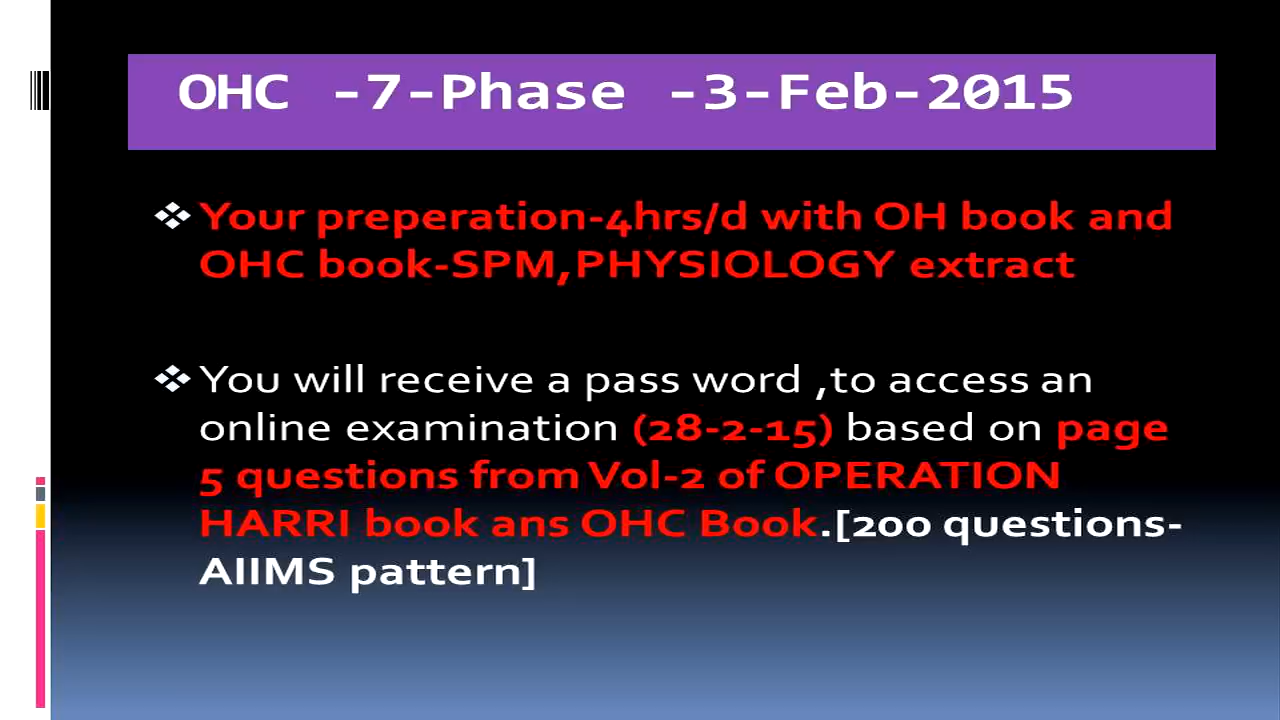 OHC -7-Phase -3-Feb-2015
❖ Your preperation-4hrs/d with OH book and
OHC book-SPM,PHYSIOLOGY extract
❖ You will receive a pass word ,to access an
online examination (28-2-15) based on page
5 questions from Vol-2 of OPERATION
HARRI book ans OHC Book.[200 questions-
AIIMS pattern]